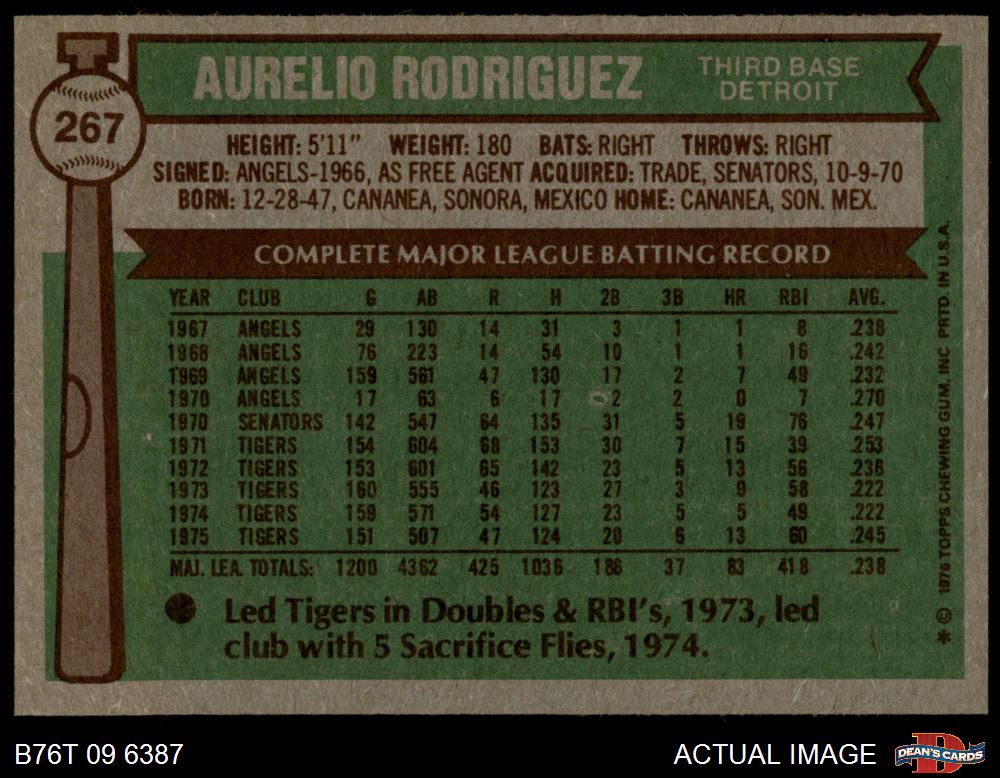 267
AURELIO RODRIGUEZ
THIRD BASE
DETROIT
HEIGHT: 5'11" WEIGHT: 180 BATS: RIGHT THROWS: RIGHT
SIGNED: ANGELS-1966, AS FREE AGENT ACQUIRED: TRADE, SENATORS, 10-9-70
BORN: 12-28-47, CANANEA, SONORA, MEXICO HOME: CANANEA, SON. MEX.
COMPLETE MAJOR LEAGUE BATTING RECORD
YEAR CLUB G AB R H 2B 3B HR RBI AVG.
1967 ANGELS 29 130 14 31 3 1 1 8 .238
1968 ANGELS 76 223 14 54 10 1 1 16 .242
1969 ANGELS 159 561 47 130 17 2 7 49 .232
1970 ANGELS 17 63 6 17 2 2 0 7 .270
1970 SENATORS 142 547 64 135 31 5 19 76 .247
1971 TIGERS 154 604 68 153 30 7 15 39 .253
1972 TIGERS 153 601 65 142 23 5 13 56 .236
1973 TIGERS 160 555 46 123 27 3 9 58 .222
1974 TIGERS 159 571 54 127 23 5 5 49 .222
1975 TIGERS 151 507 47 124 20 6 13 60 .245
MAJ. LEA. TOTALS: 1200 4362 425 1036 186 37 83 418 .238
Led Tigers in Doubles & RBI's, 1973, led
club with 5 Sacrifice Flies, 1974.
* © 1976 TOPPS CHEWING GUM, INC PRTD. IN U.S.A.
B76T 09 6387
ACTUAL IMAGE
DEAN'S CARDS